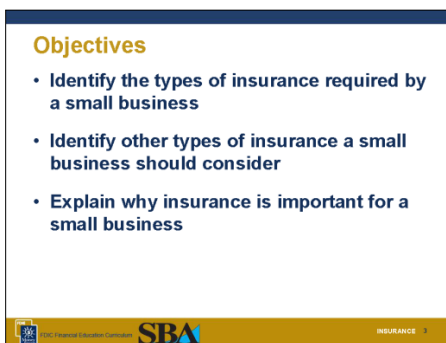 Objectives
• Identify the types of insurance required by
a small business
• Identify other types of insurance a small
business should consider
• Explain why insurance is important for a
small business
FDIC Financial Education Curriculum
SBA
INSURANCE 3